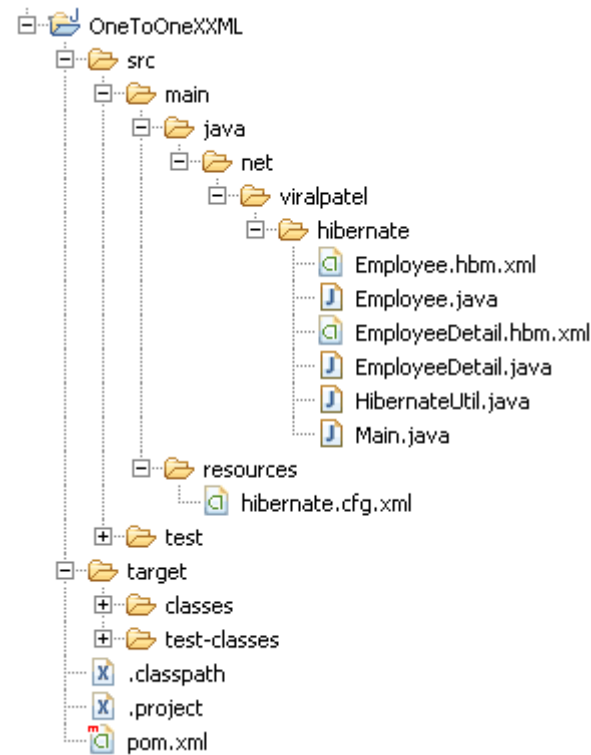 OneToOneXXML
src
main
java
net
viralpatel
hibernate
Employee.hbm.xml
Employee.java
EmployeeDetail.hbm.xml
EmployeeDetail.java
HibernateUtil.java
Main.java
resources
hibernate.cfg.xml
test
target
classes
test-classes
.classpath
.project
pom.xml